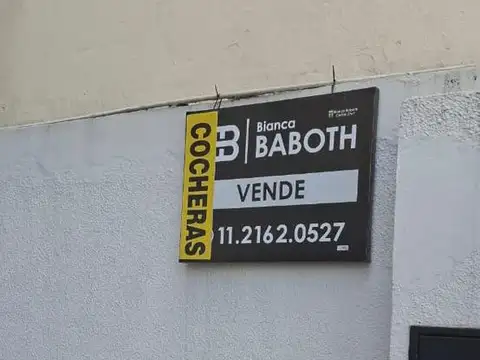 COCHERAS
B
Bianca
BABOTH
VENDE
11.2162.0527